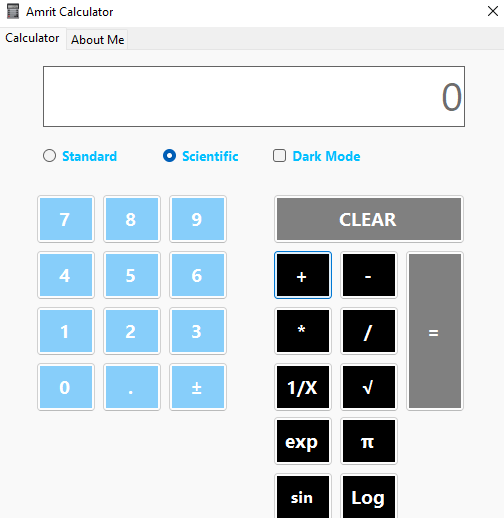 Amrit Calculator
Calculator About Me
0
Standard Scientific Dark Mode
7 8 9 CLEAR
4 5 6 + -
1 2 3 * / =
0 . ± 1/X √
exp π
sin Log